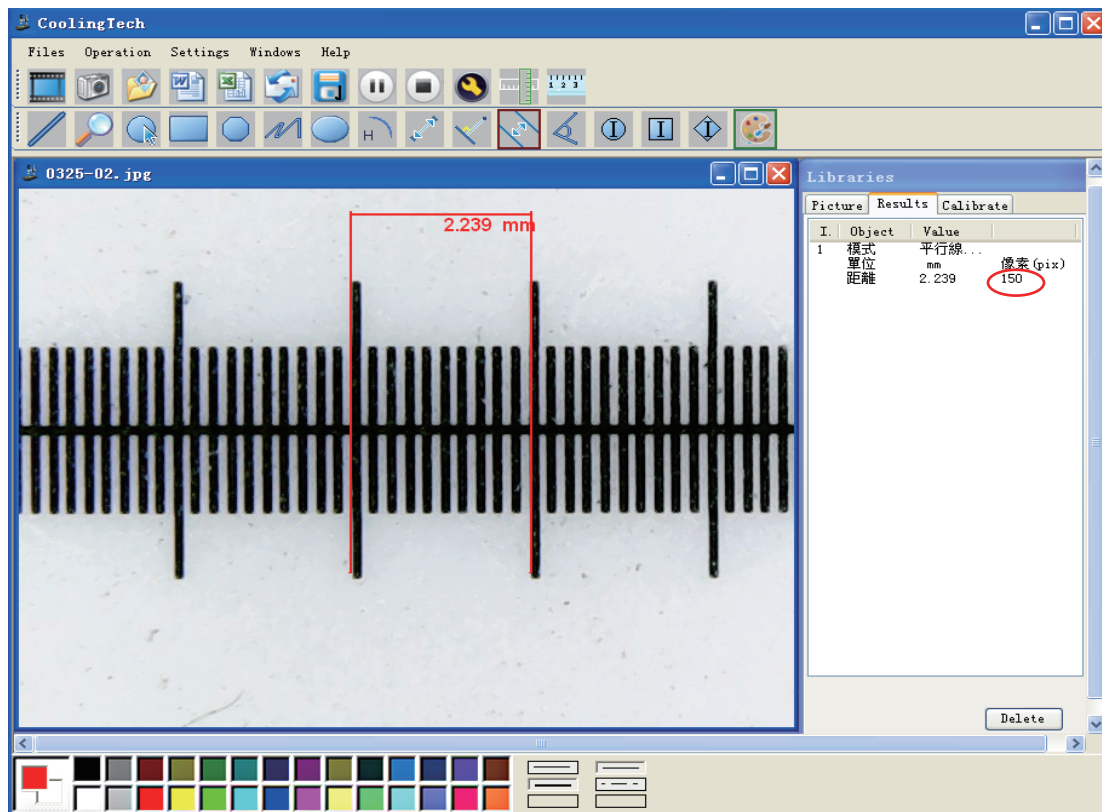 CoolingTech
Files Operation Settings Windows Help
1 2 3
H
I I I
0325-02.jpg
2.239 mm
Libraries
Picture Results Calibrate
I. Object Value
1 模式 平行線...
單位 mm 像素(pix)
距離 2.239 150
Delete